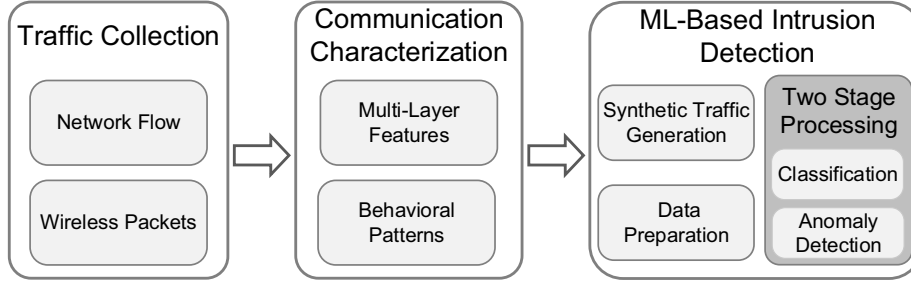 Traffic Collection
Network Flow
Wireless Packets
Communication
Characterization
Multi-Layer
Features
Behavioral
Patterns
ML-Based Intrusion
Detection
Synthetic Traffic
Generation
Data
Preparation
Two Stage
Processing
Classification
Anomaly
Detection